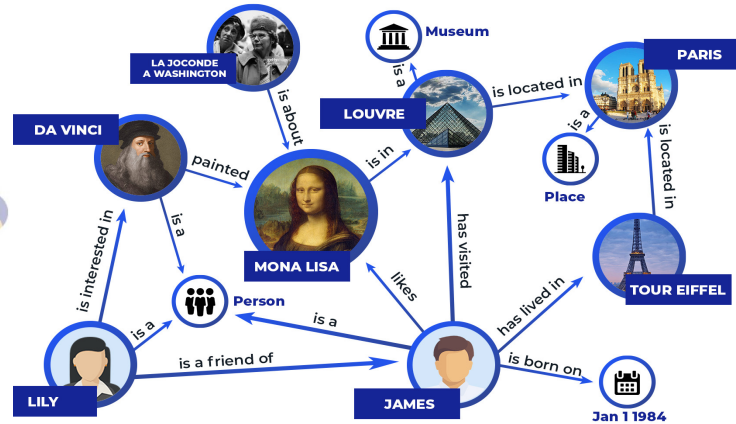 LA JOCONDE
A WASHINGTON
Museum
PARIS
is a
is located in
LOUVRE
is about
DA VINCI
is a
is located in
painted
is in
Place
is a
is interested in
has visited
MONA LISA
likes
has lived in
TOUR EIFFEL
Person
is a
is a
is a friend of
is born on
LILY
JAMES
Jan 1 1984